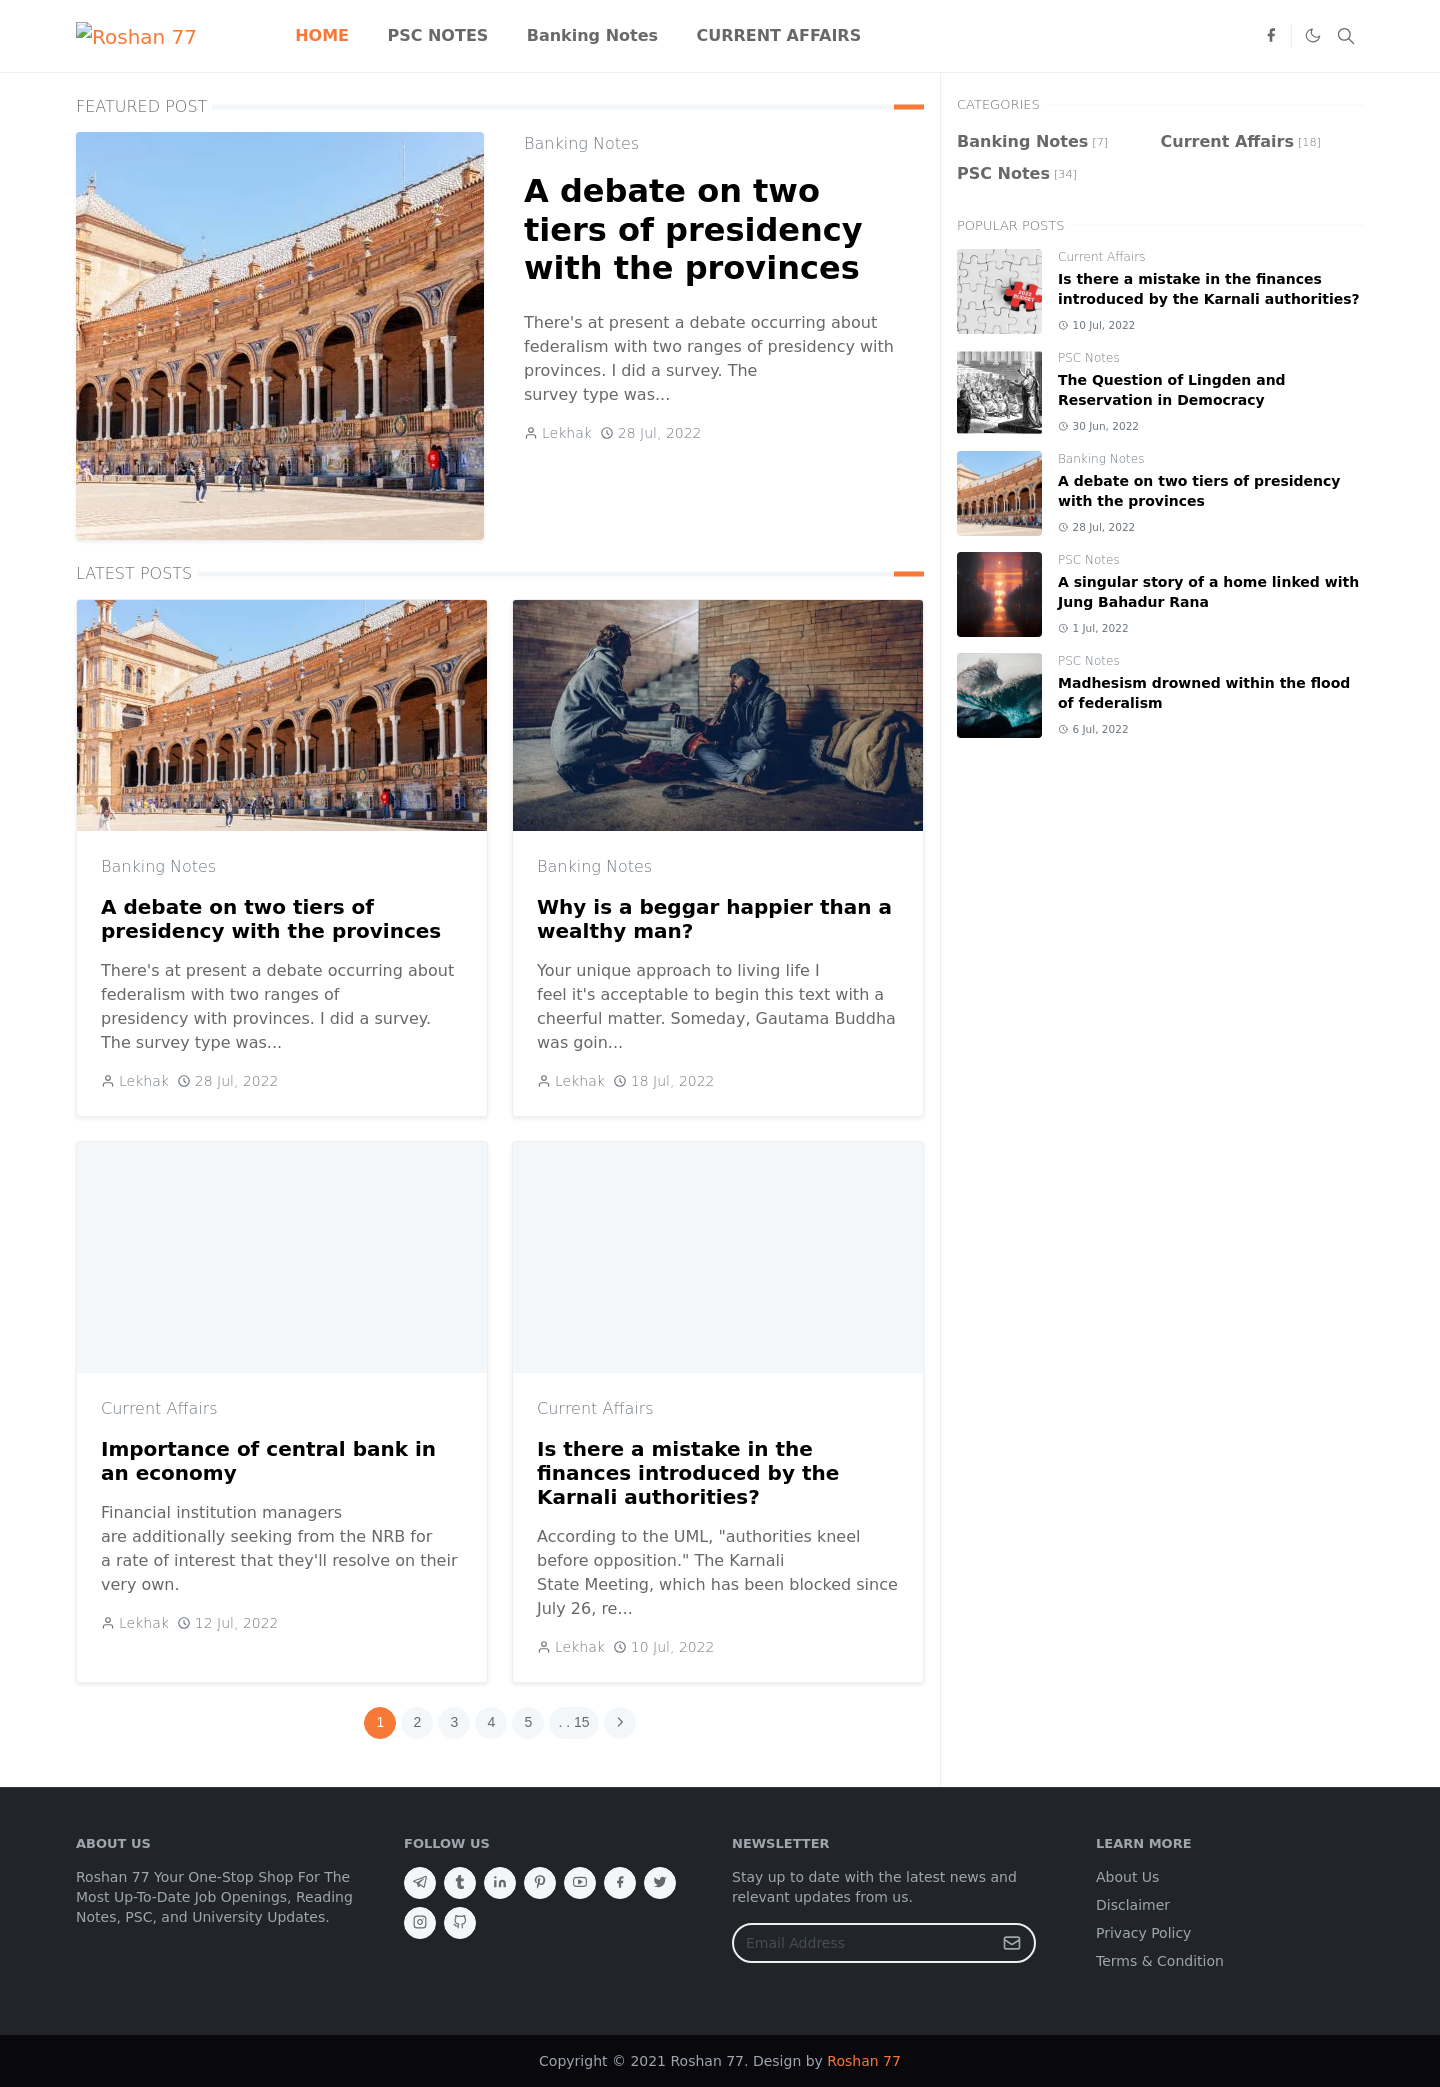 Roshan 77
HOME
PSC NOTES
Banking Notes
CURRENT AFFAIRS
FEATURED POST
Banking Notes
A debate on two
tiers of presidency
with the provinces
There's at present a debate occurring about
federalism with two ranges of presidency with
provinces. I did a survey. The
survey type was...
Lekhak 28 Jul, 2022
LATEST POSTS
Banking Notes
A debate on two tiers of
presidency with the provinces
There's at present a debate occurring about
federalism with two ranges of
presidency with provinces. I did a survey.
The survey type was...
Lekhak 28 Jul, 2022
Banking Notes
Why is a beggar happier than a
wealthy man?
Your unique approach to living life I
feel it's acceptable to begin this text with a
cheerful matter. Someday, Gautama Buddha
was goin...
Lekhak 18 Jul, 2022
Current Affairs
Importance of central bank in
an economy
Financial institution managers
are additionally seeking from the NRB for
a rate of interest that they'll resolve on their
very own.
Lekhak 12 Jul, 2022
Current Affairs
Is there a mistake in the
finances introduced by the
Karnali authorities?
According to the UML, "authorities kneel
before opposition." The Karnali
State Meeting, which has been blocked since
July 26, re...
Lekhak 10 Jul, 2022
1 2 3 4 5 . . 15
CATEGORIES
Banking Notes [7]
Current Affairs [18]
PSC Notes [34]
POPULAR POSTS
2022
BUDGET
Current Affairs
Is there a mistake in the finances
introduced by the Karnali authorities?
10 Jul, 2022
PSC Notes
The Question of Lingden and
Reservation in Democracy
30 Jun, 2022
Banking Notes
A debate on two tiers of presidency
with the provinces
28 Jul, 2022
PSC Notes
A singular story of a home linked with
Jung Bahadur Rana
1 Jul, 2022
PSC Notes
Madhesism drowned within the flood
of federalism
6 Jul, 2022
ABOUT US
Roshan 77 Your One-Stop Shop For The
Most Up-To-Date Job Openings, Reading
Notes, PSC, and University Updates.
FOLLOW US
NEWSLETTER
Stay up to date with the latest news and
relevant updates from us.
Email Address
LEARN MORE
About Us
Disclaimer
Privacy Policy
Terms & Condition
Copyright © 2021 Roshan 77. Design by Roshan 77